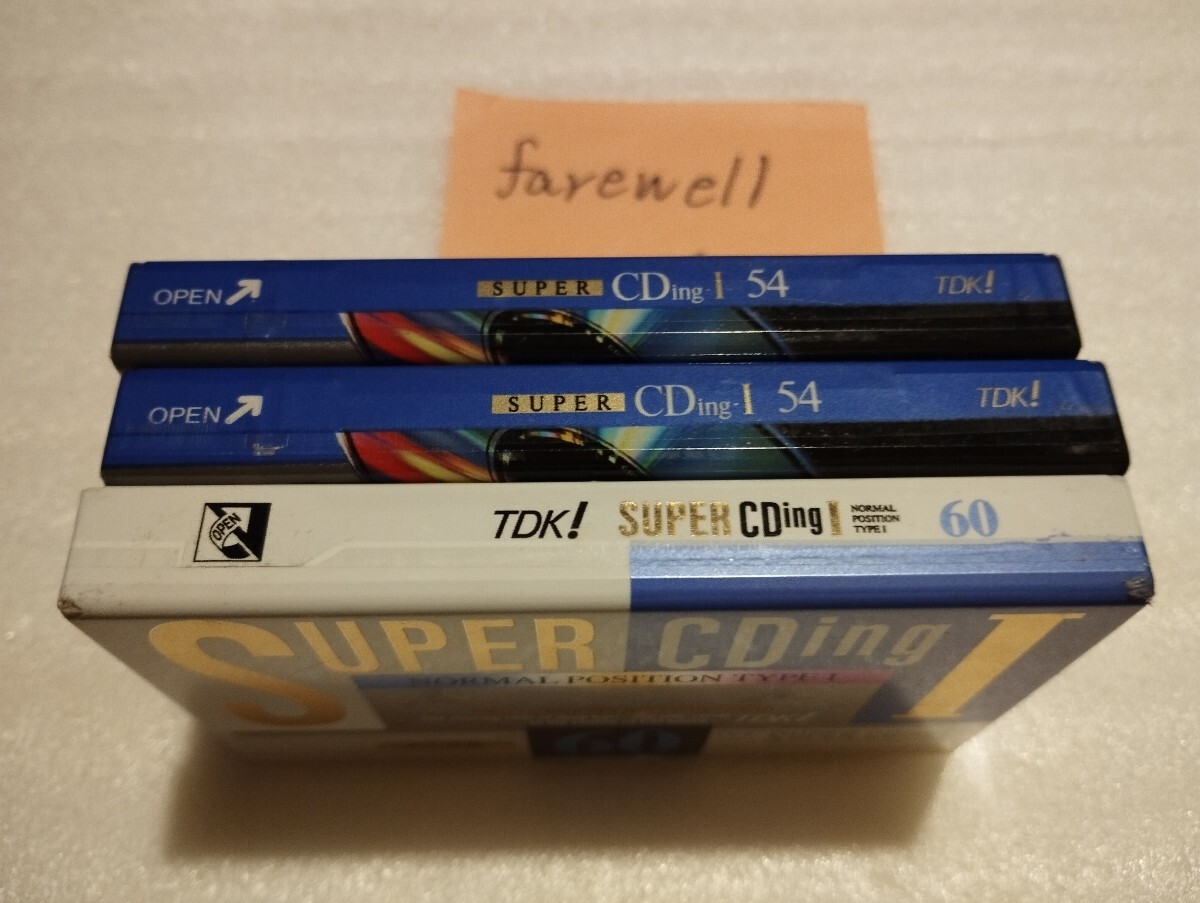 farewell
OPEN SUPER CDing-I 54 TDK!
OPEN SUPER CDing-I 54 TDK!
OPEN TDK! SUPER CDing I NORMAL POSITION TYPE I 60
SUPER CDing I
NORMAL POSITION TYPE I
60